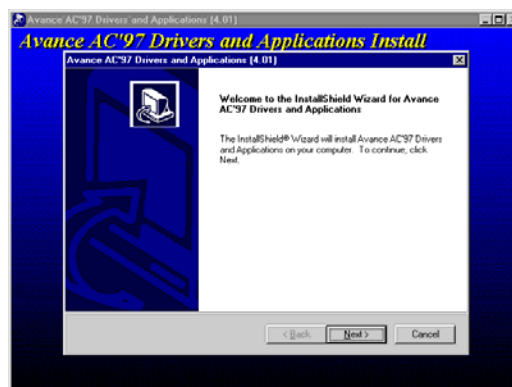 Avance AC'97 Drivers and Applications (4.01)
Avance AC'97 Drivers and Applications Install
Avance AC'97 Drivers and Applications (4.01)
Welcome to the InstallShield Wizard for Avance
AC'97 Drivers and Applications
The InstallShield® Wizard will install Avance AC'97 Drivers
and Applications on your computer. To continue, click
Next.
< Back
Next >
Cancel